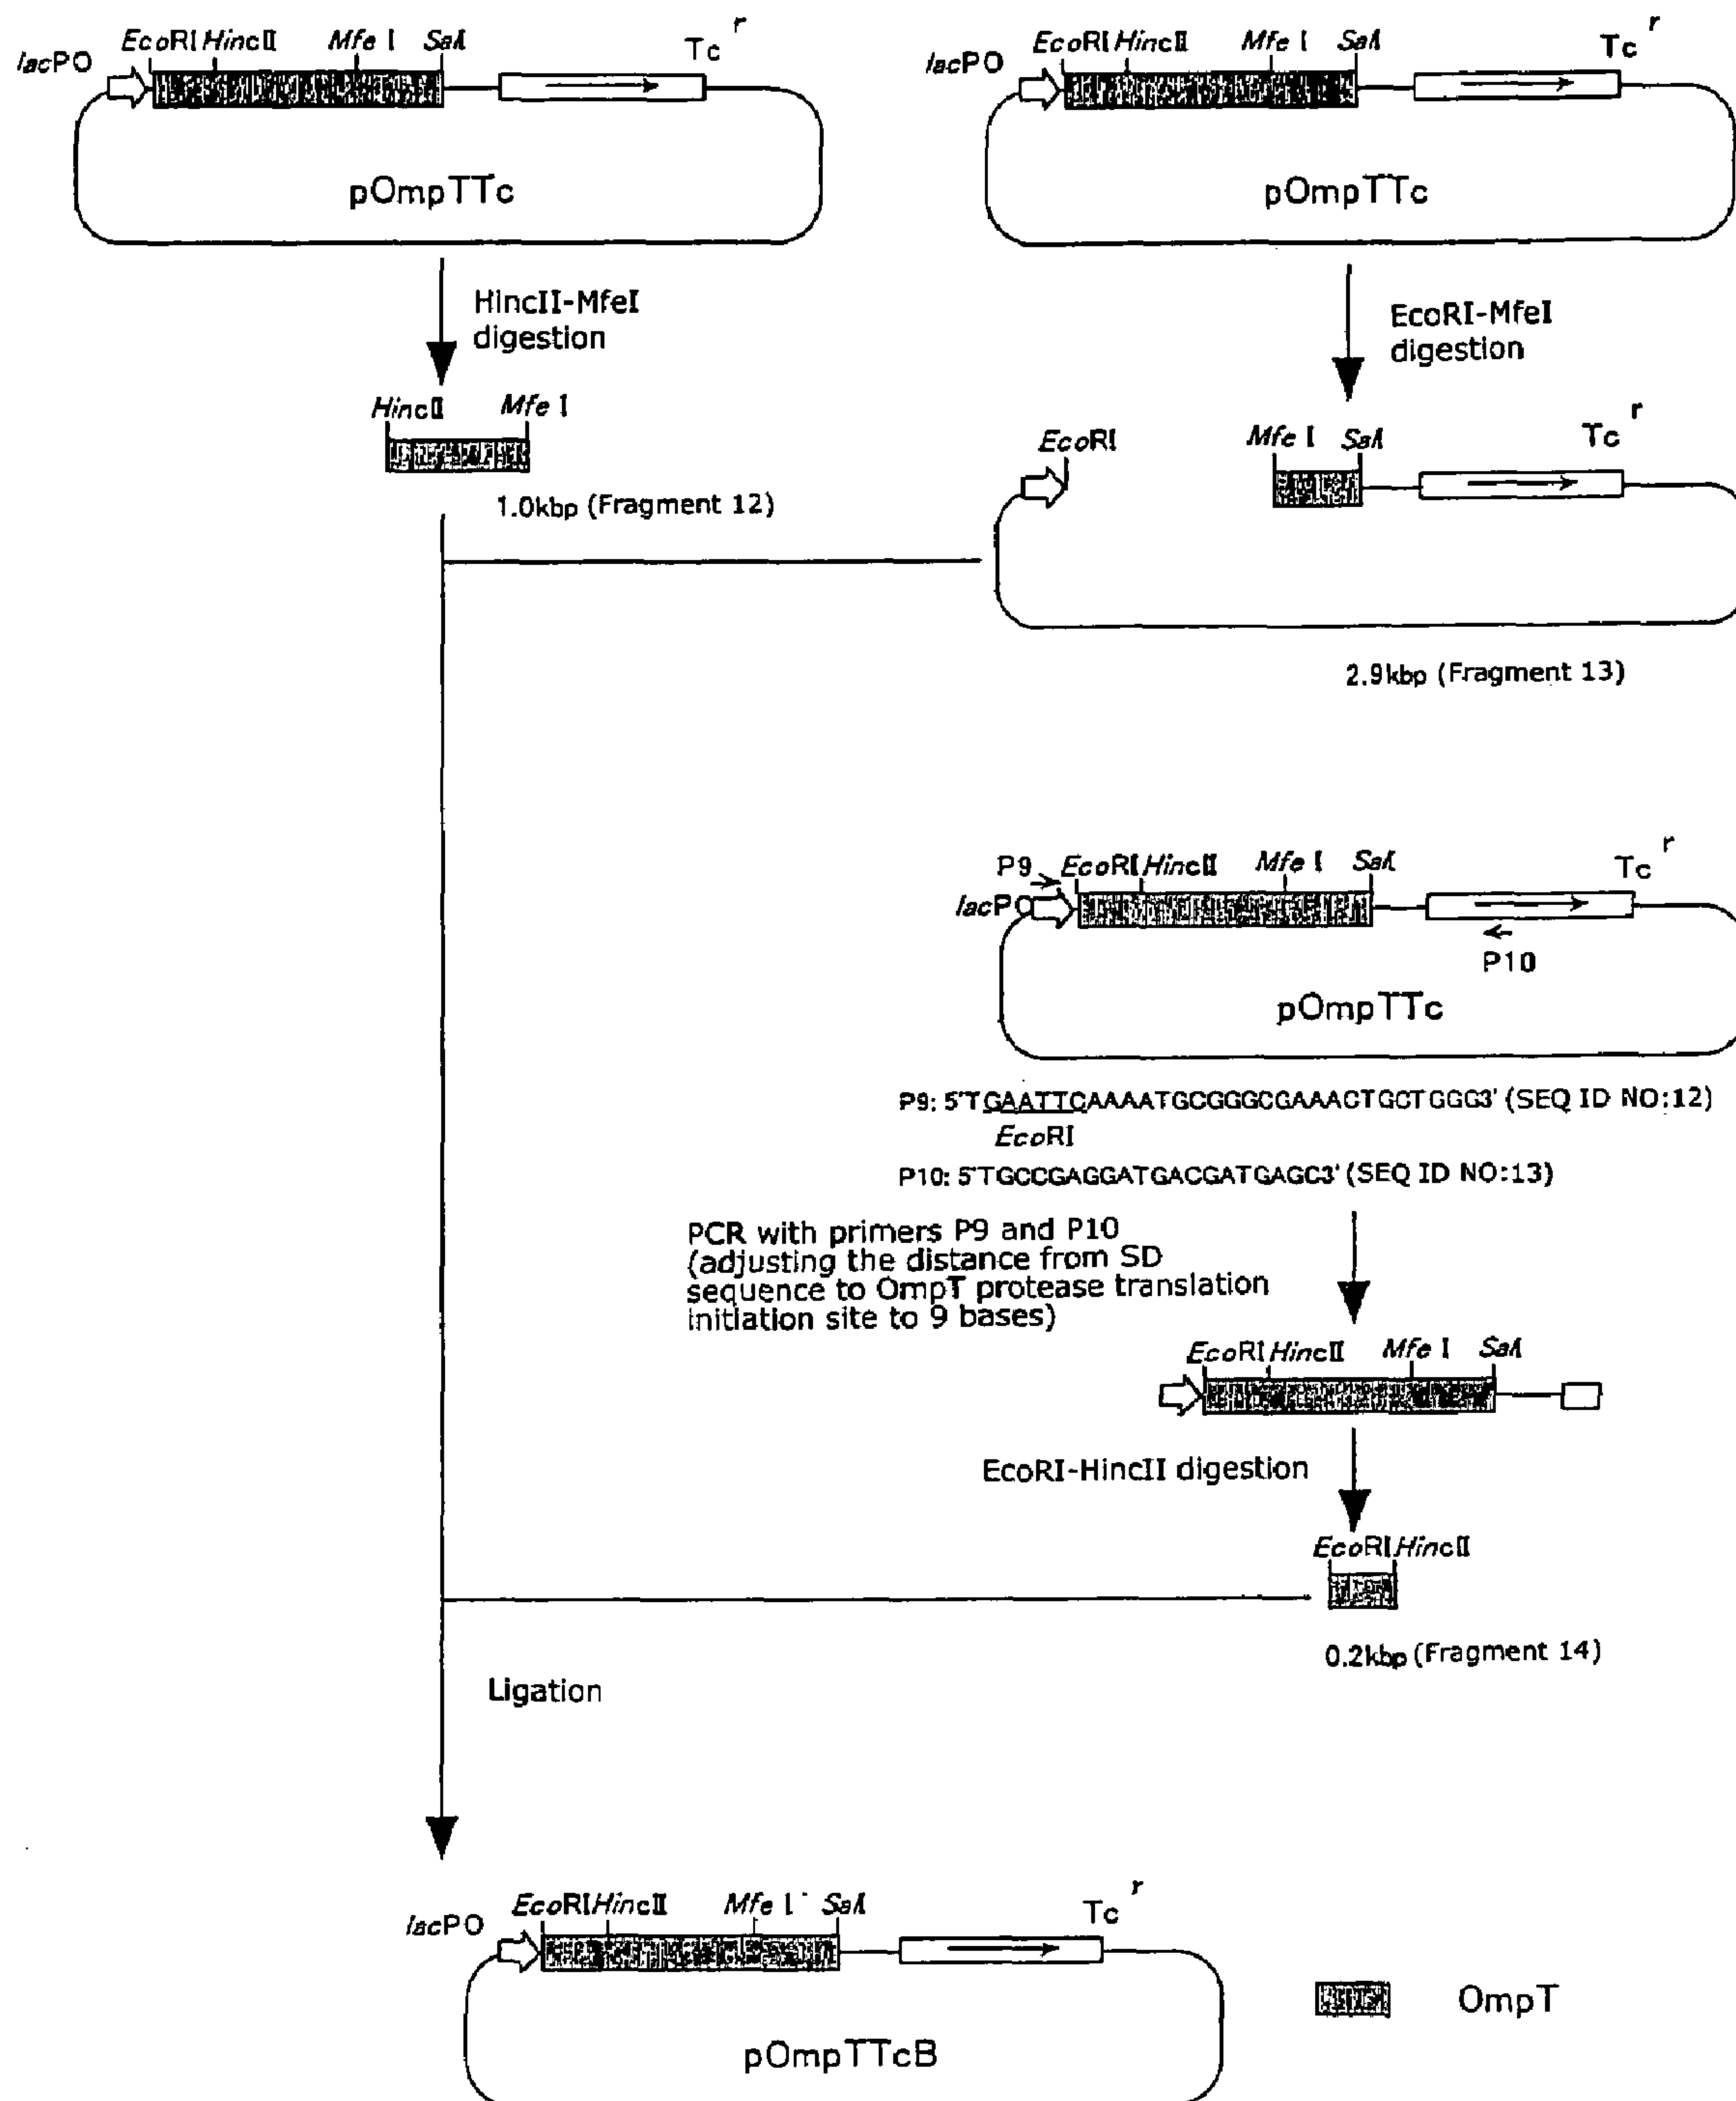 lacPO EcoRI HincII Mfe I SalI Tc r
pOmpTTc
HincII-MfeI
digestion
HincII Mfe I
1.0kbp (Fragment 12)
lacPO EcoRI HincII Mfe I SalI Tc r
pOmpTTc
EcoRI-MfeI
digestion
EcoRI Mfe I SalI Tc r
2.9kbp (Fragment 13)
P9 EcoRI HincII Mfe I SalI Tc r
lacPO
P10
pOmpTTc
P9: 5'TGAATTCAAAATGCGGGCGAAACTGCTGGG3' (SEQ ID NO:12)
EcoRI
P10: 5'TGCCGAGGATGACGATGAGC3' (SEQ ID NO:13)
PCR with primers P9 and P10
(adjusting the distance from SD
sequence to OmpT protease translation
initiation site to 9 bases)
EcoRI HincII Mfe I SalI
EcoRI-HincII digestion
EcoRI HincII
0.2kbp (Fragment 14)
Ligation
lacPO EcoRI HincII Mfe I SalI Tc r
pOmpTTcB
OmpT